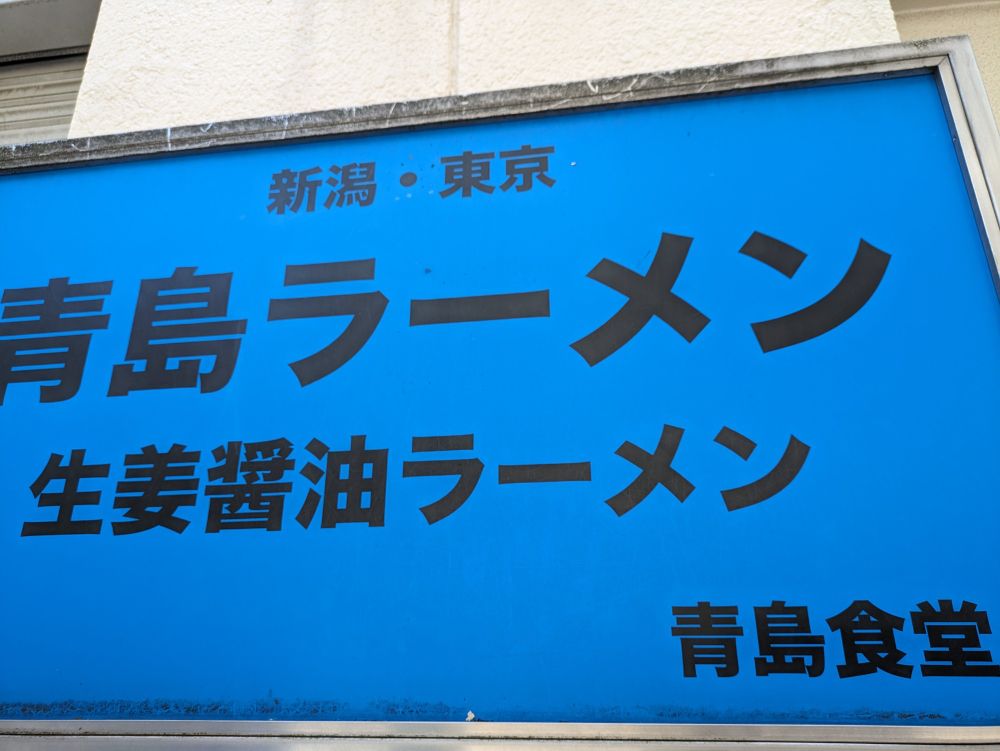 新潟・東京
青島ラーメン
生姜醤油ラーメン
青島食堂